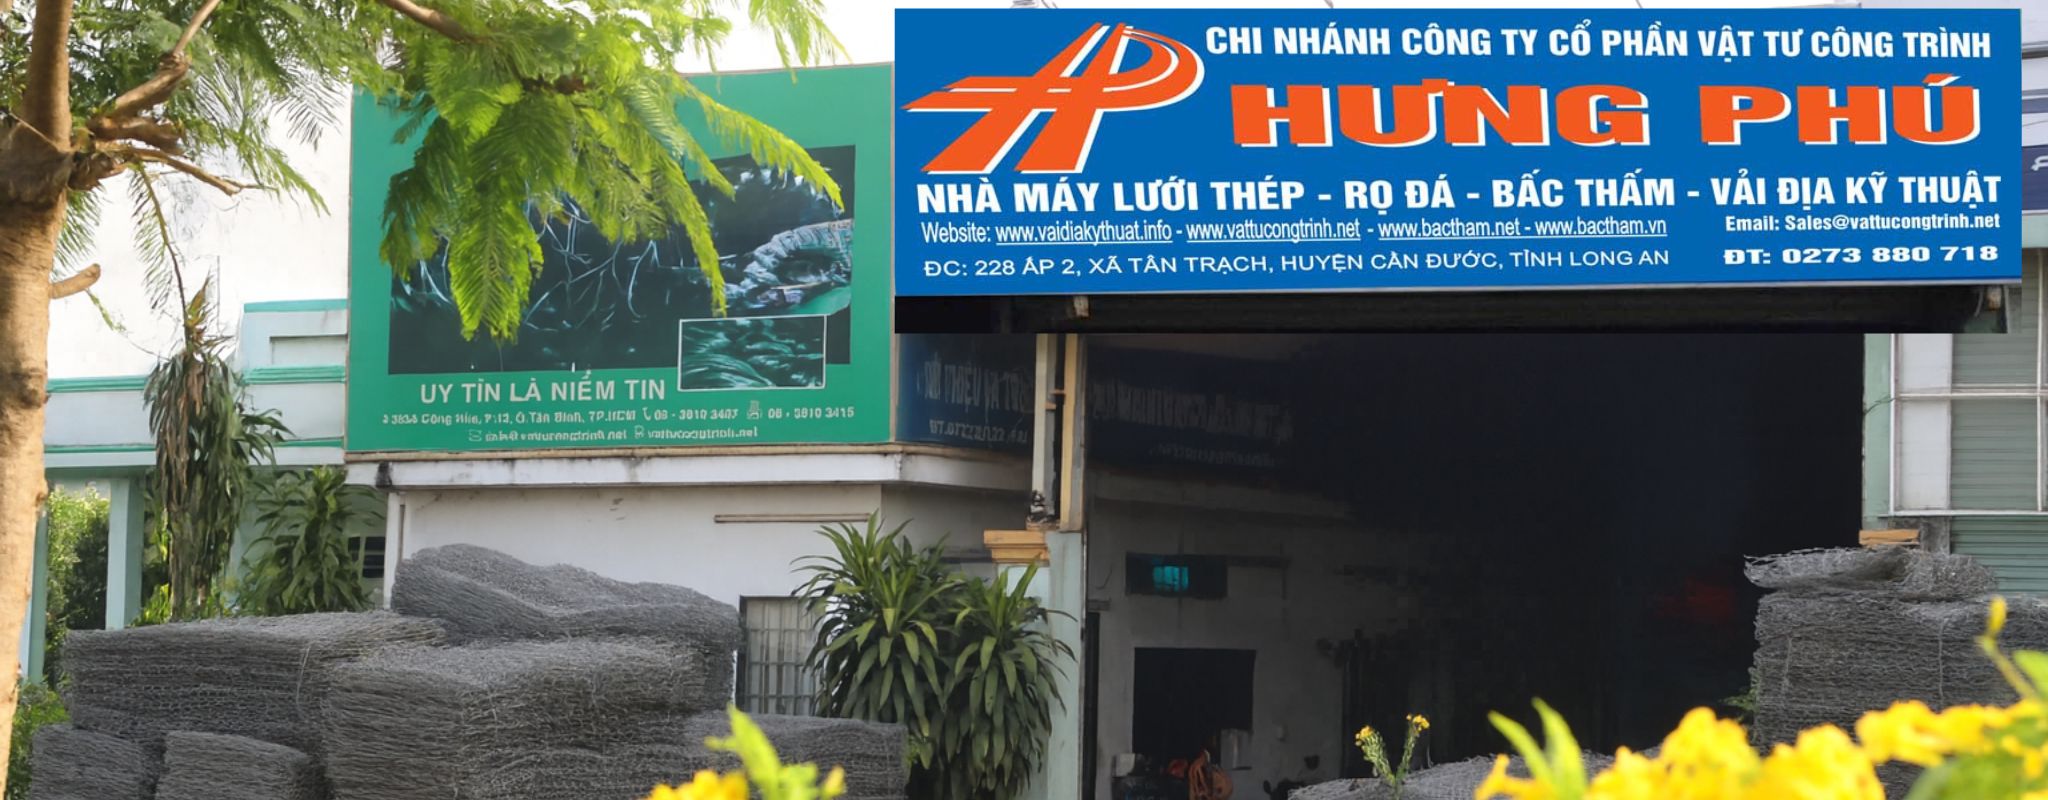 CHI NHÁNH CÔNG TY CỔ PHẦN VẬT TƯ CÔNG TRÌNH
HƯNG PHÚ
NHÀ MÁY LƯỚI THÉP - RỌ ĐÁ - BẤC THẤM - VẢI ĐỊA KỸ THUẬT
Website: www.vaidiakythuat.info - www.vattucongtrinh.net - www.bactham.net - www.bactham.vn
Email: Sales@vattucongtrinh.net
ĐC: 228 ẤP 2, XÃ TÂN TRẠCH, HUYỆN CẦN ĐƯỚC, TỈNH LONG AN
ĐT: 0273 880 718
UY TÍN LÀ NIỀM TIN